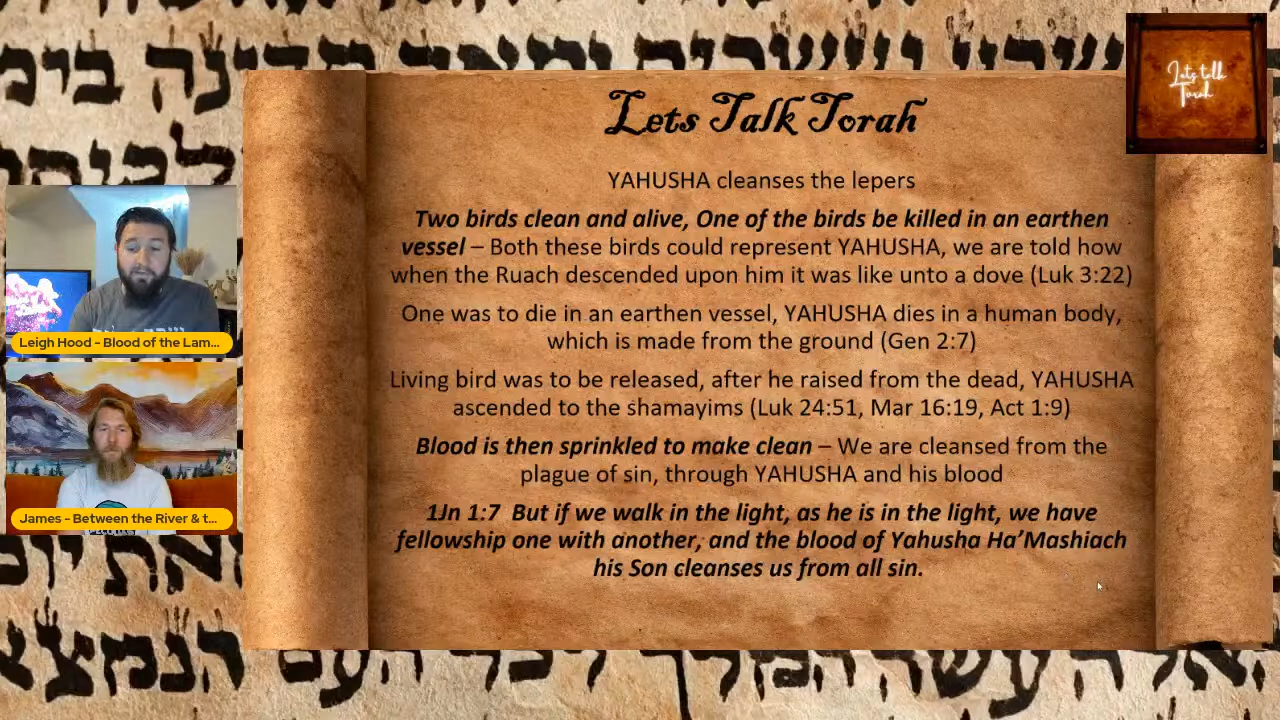 ועשרים ומאה מדינה בימ
Lets talk
Torah
Lets Talk Torah
YAHUSHA cleanses the lepers
Two birds clean and alive, One of the birds be killed in an earthen
vessel – Both these birds could represent YAHUSHA, we are told how
when the Ruach descended upon him it was like unto a dove (Luk 3:22)
One was to die in an earthen vessel, YAHUSHA dies in a human body,
which is made from the ground (Gen 2:7)
Living bird was to be released, after he raised from the dead, YAHUSHA
ascended to the shamayims (Luk 24:51, Mar 16:19, Act 1:9)
Blood is then sprinkled to make clean – We are cleansed from the
plague of sin, through YAHUSHA and his blood
1Jn 1:7 But if we walk in the light, as he is in the light, we have
fellowship one with another, and the blood of Yahusha Ha’Mashiach
his Son cleanses us from all sin.
Leigh Hood - Blood of the Lam...
James - Between the River & t...
המלך לכל העם הנמצא